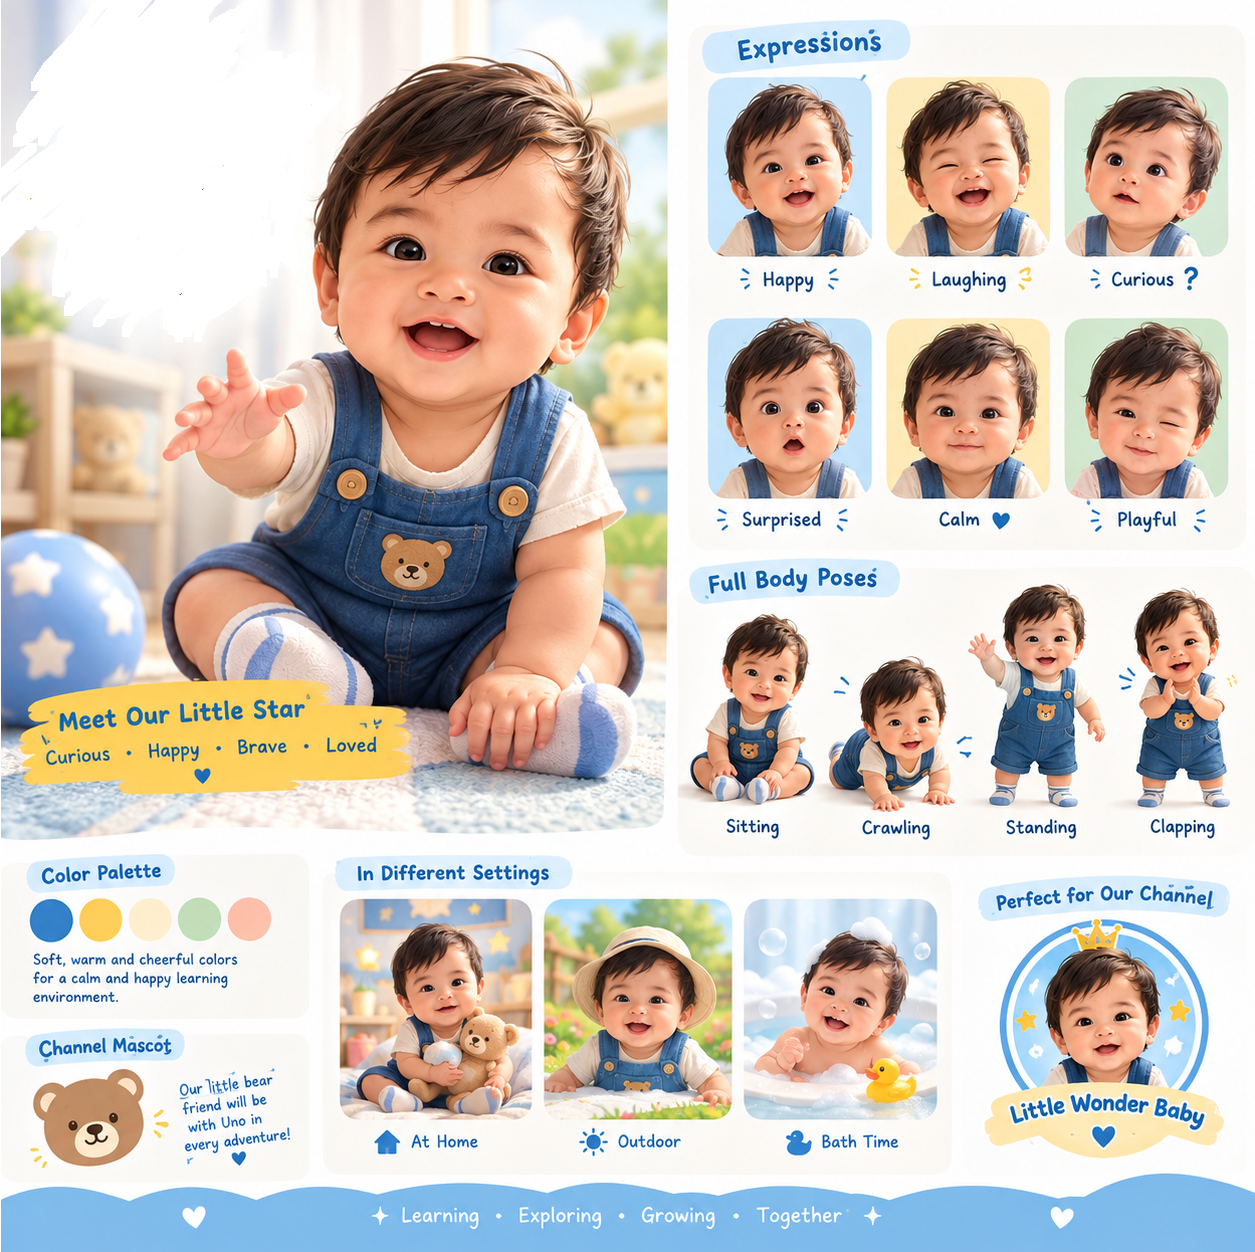 Meet Our Little Star
Curious • Happy • Brave • Loved
Expressions
Happy
Laughing
Curious ?
Surprised
Calm
Playful
Full Body Poses
Sitting
Crawling
Standing
Clapping
Color Palette
Soft, warm and cheerful colors
for a calm and happy learning
environment.
Channel Mascot
Our little bear
friend will be
with Uno in
every adventure!
In Different Settings
At Home
Outdoor
Bath Time
Perfect for Our Channel
Little Wonder Baby
Learning • Exploring • Growing • Together